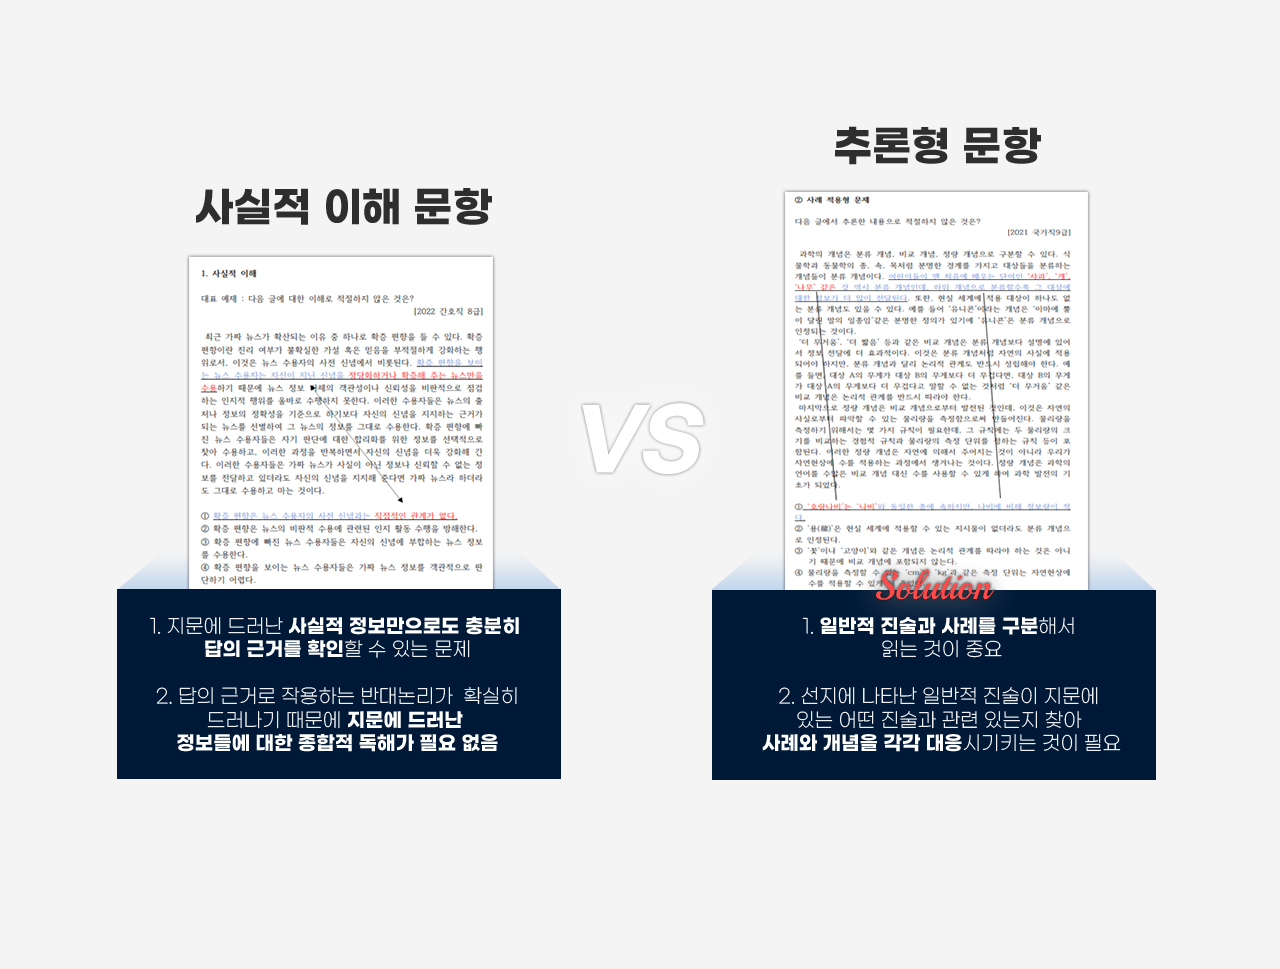 사실적 이해 문항
1. 사실적 이해
대표 예제 : 다음 글에 대한 이해로 적절하지 않은 것은?
[2022 간호직 8급]
최근 가짜 뉴스가 확산되는 이유 중 하나로 확증 편향을 들 수 있다. 확증
편향이란 진리 여부가 불확실한 가설 혹은 믿음을 부적절하게 강화하는 행
위로서, 이것은 뉴스 수용자의 사전 신념에서 비롯된다. 확증 편향을 보이
는 뉴스 수용자는 자신이 지닌 신념을 정당화하거나 확증해 주는 뉴스만을
수용하기 때문에 뉴스 정보 자체의 객관성이나 신뢰성을 비판적으로 점검
하는 인지적 행위를 올바로 수행하지 못한다. 이러한 수용자들은 뉴스의 출
처나 정보의 정확성을 기준으로 하기보다 자신의 신념을 지지하는 근거가
되는 뉴스를 선별하여 그 뉴스의 정보를 그대로 수용한다. 확증 편향에 빠
진 뉴스 수용자들은 자기 판단에 대한 합리화를 위한 정보를 선택적으로
찾아 수용하고, 이러한 과정을 반복하면서 자신의 신념을 더욱 강화해 간
다. 이러한 수용자들은 가짜 뉴스가 사실이 아닌 정보나 신뢰할 수 없는 정
보를 전달하고 있더라도 자신의 신념을 지지해 준다면 가짜 뉴스라 하더라
도 그대로 수용하고 마는 것이다.
① 확증 편향은 뉴스 수용자의 사전 신념과는 직접적인 관계가 없다.
② 확증 편향은 뉴스의 비판적 수용에 관련된 인지 활동 수행을 방해한다.
③ 확증 편향에 빠진 뉴스 수용자들은 자신의 신념에 부합하는 뉴스 정보
를 수용한다.
④ 확증 편향을 보이는 뉴스 수용자들은 가짜 뉴스 정보를 객관적으로 판
단하기 어렵다.
1. 지문에 드러난 사실적 정보만으로도 충분히
답의 근거를 확인할 수 있는 문제
2. 답의 근거로 작용하는 반대논리가 확실히
드러나기 때문에 지문에 드러난
정보들에 대한 종합적 독해가 필요 없음
VS
추론형 문항
② 사례 적용형 문제
다음 글에서 추론한 내용으로 적절하지 않은 것은?
[2021 국가직9급]
과학의 개념은 분류 개념, 비교 개념, 정량 개념으로 구분할 수 있다. 식
물학과 동물학의 종, 속, 목처럼 분명한 경계를 가지고 대상들을 분류하는
개념들이 분류 개념이다. 어린이들이 맨 처음에 배우는 단어인 '사과', '개',
'나무' 같은 것 역시 분류 개념인데, 하위 개념으로 분류할수록 그 대상에
대한 정보가 더 많이 전달된다. 또한, 현실 세계에 적용 대상이 하나도 없
는 분류 개념도 있을 수 있다. 예를 들어 '유니콘'이라는 개념은 '이마에 뿔
이 달린 말의 일종임'같은 분명한 정의가 있기에 '유니콘'은 분류 개념으로
인정되는 것이다.
'더 무거움', '더 짧음' 등과 같은 비교 개념은 분류 개념보다 설명에 있어
서 정보 전달에 더 효과적이다. 이것은 분류 개념처럼 자연의 사실에 적용
되어야 하지만, 분류 개념과 달리 논리적 관계도 반드시 성립해야 한다. 예
를 들면, 대상 A의 무게가 대상 B의 무게보다 더 무겁다면, 대상 B의 무게
가 대상 A의 무게보다 더 무겁다고 말할 수 없는 것처럼 '더 무거움' 같은
비교 개념은 논리적 관계를 반드시 따라야 한다.
마지막으로 정량 개념은 비교 개념으로부터 발전된 것인데, 이것은 자연의
사실로부터 파악할 수 있는 물리량을 측정함으로써 만들어진다. 물리량을
측정하기 위해서는 몇 가지 규칙이 필요한데, 그 규칙에는 두 물리량의 크
기를 비교하는 경험적 규칙과 물리량의 측정 단위를 정하는 규칙 등이 포
함된다. 이러한 정량 개념은 자연에 의해서 주어지는 것이 아니라 우리가
자연현상에 수를 적용하는 과정에서 생겨나는 것이다. 정량 개념은 과학의
언어를 수많은 비교 개념 대신 수를 사용할 수 있게 하여 과학 발전의 기
초가 되었다.
① '호랑나비'는 '나비'와 동일한 종에 속하지만, 나비에 비해 정보량이 적
다.
② '용(龍)'은 현실 세계에 적용할 수 있는 지시물이 없더라도 분류 개념으
로 인정된다.
③ '꽃'이나 '고양이'와 같은 개념은 논리적 관계를 따라야 하는 것은 아니
기 때문에 비교 개념에 포함되지 않는다.
④ 물리량을 측정할 수 있는 'cm'나 'kg'과 같은 측정 단위는 자연현상에
수를 적용할 수 있게
Solution
1. 일반적 진술과 사례를 구분해서
읽는 것이 중요
2. 선지에 나타난 일반적 진술이 지문에
있는 어떤 진술과 관련 있는지 찾아
사례와 개념을 각각 대응시기키는 것이 필요